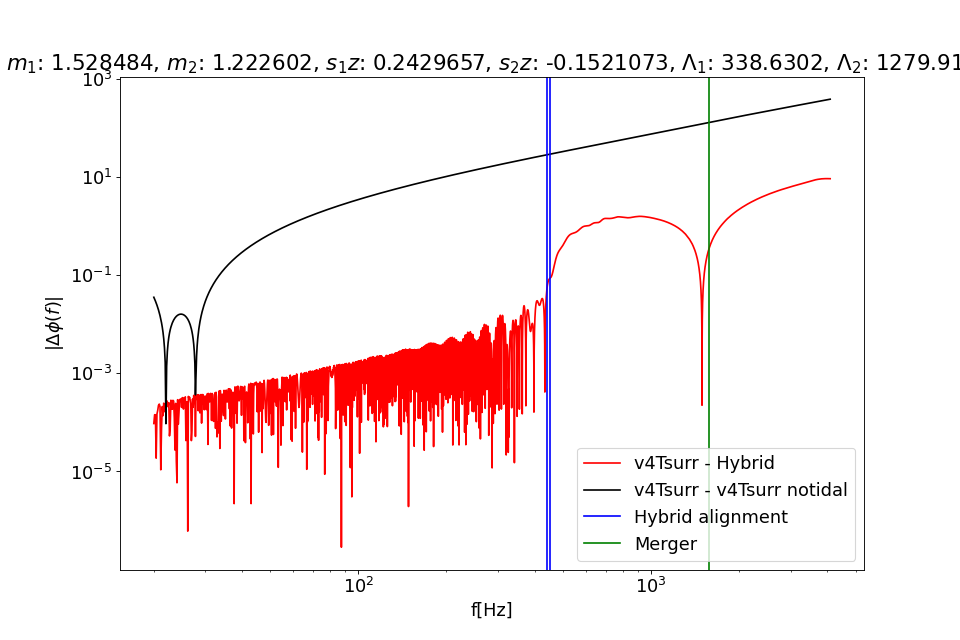 m₁: 1.528484, m₂: 1.222602, s₁z: 0.2429657, s₂z: -0.1521073, Λ₁: 338.6302, Λ₂: 1279.91
10³
10¹
10⁻¹
10⁻³
10⁻⁵
|Δϕ(f)|
v4Tsurr - Hybrid
v4Tsurr - v4Tsurr notidal
Hybrid alignment
Merger
10² 10³
f[Hz]